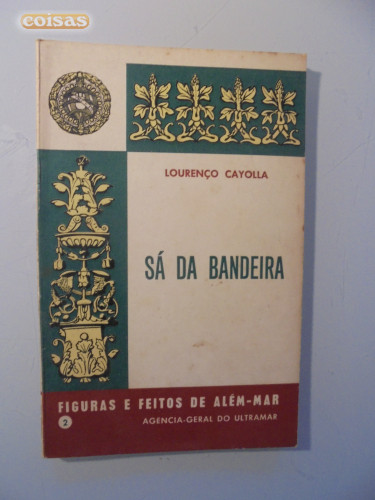 coisas
LOURENÇO CAYOLLA
SÁ DA BANDEIRA
FIGURAS E FEITOS DE ALÉM-MAR
2
AGENCIA-GERAL DO ULTRAMAR